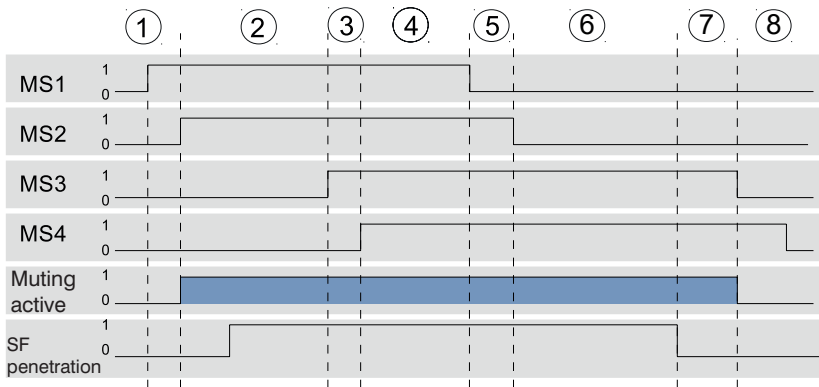 1 2 3 4 5 6 7 8
MS1 1 0
MS2 1 0
MS3 1 0
MS4 1 0
Muting active 1 0
SF penetration 1 0